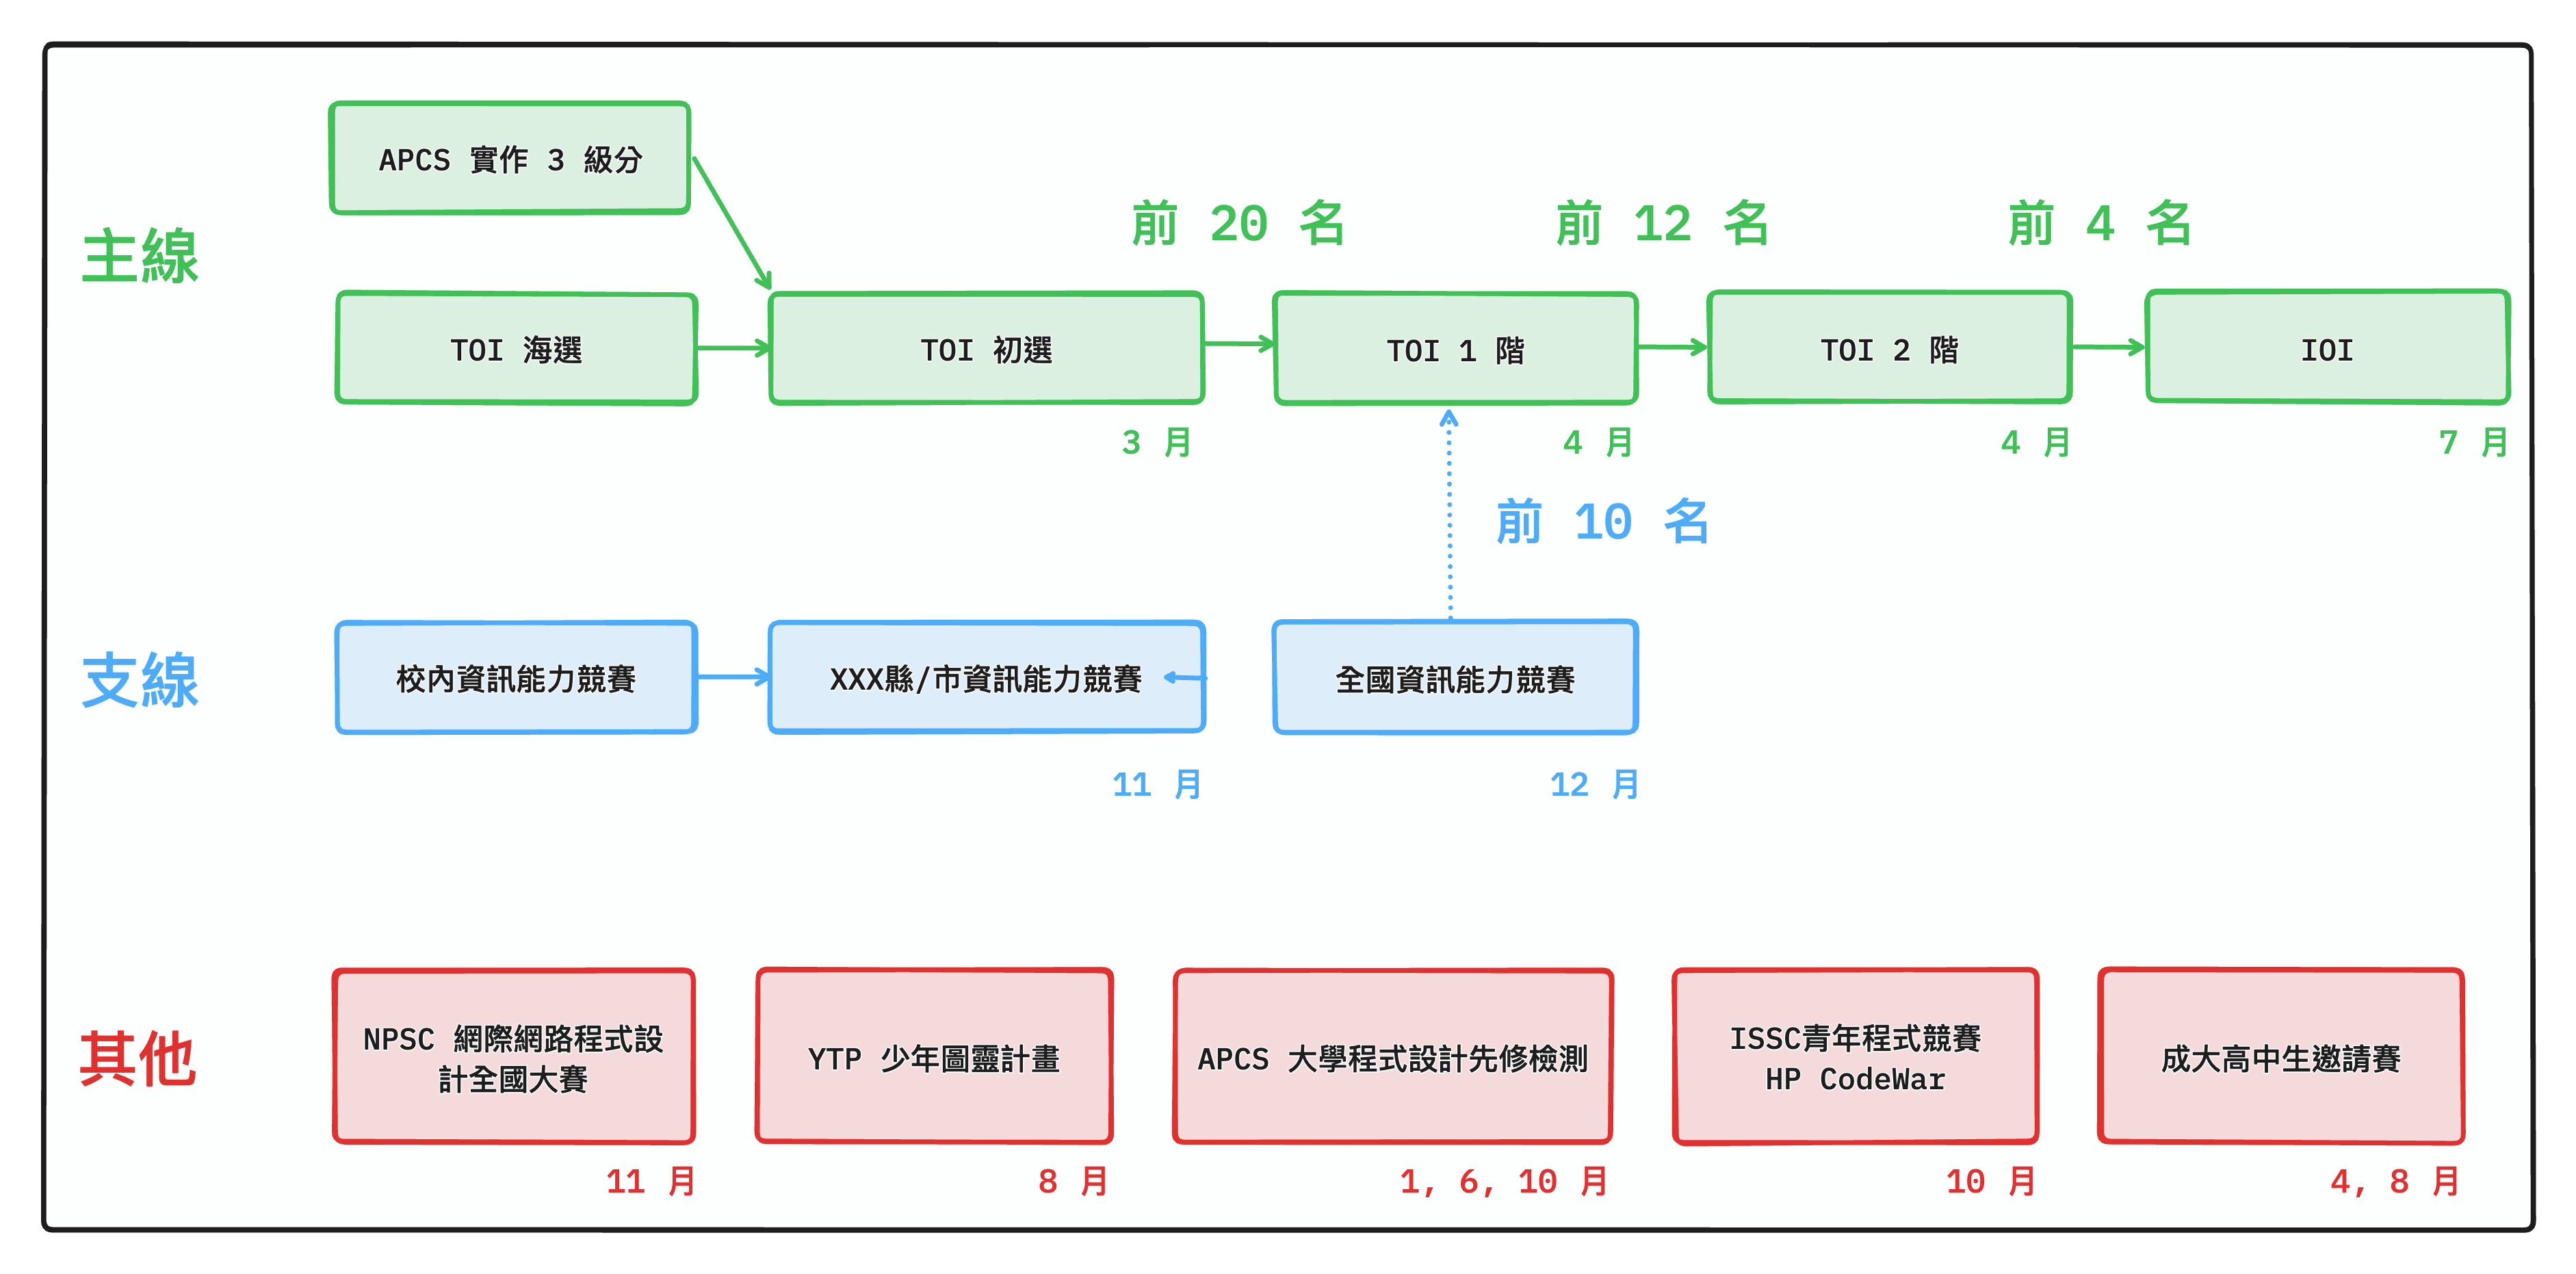 APCS 實作 3 級分
主線
前 20 名
前 12 名
前 4 名
TOI 海選
TOI 初選
TOI 1 階
TOI 2 階
IOI
3 月
4 月
4 月
7 月
前 10 名
支線
校內資訊能力競賽
XXX縣/市資訊能力競賽
全國資訊能力競賽
11 月
12 月
其他
NPSC 網際網路程式設
計全國大賽
YTP 少年圖靈計畫
APCS 大學程式設計先修檢測
ISSC青年程式競賽
HP CodeWar
成大高中生邀請賽
11 月
8 月
1, 6, 10 月
10 月
4, 8 月